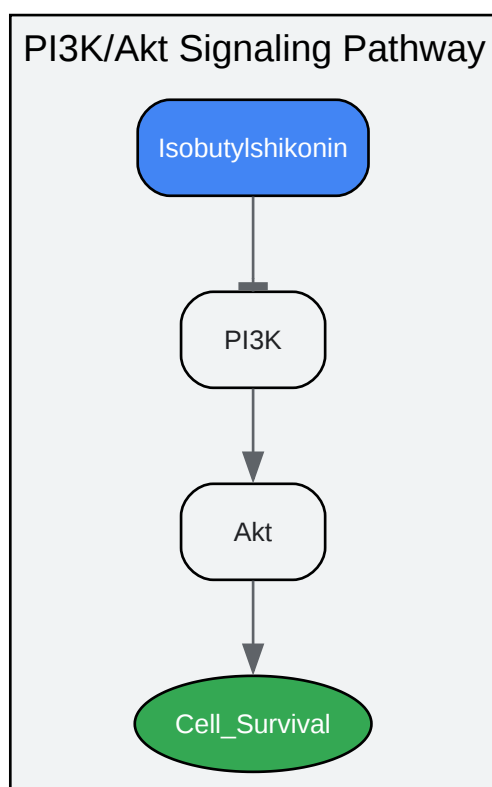 PI3K/Akt Signaling Pathway
Isobutylshikonin
PI3K
Akt
Cell_Survival